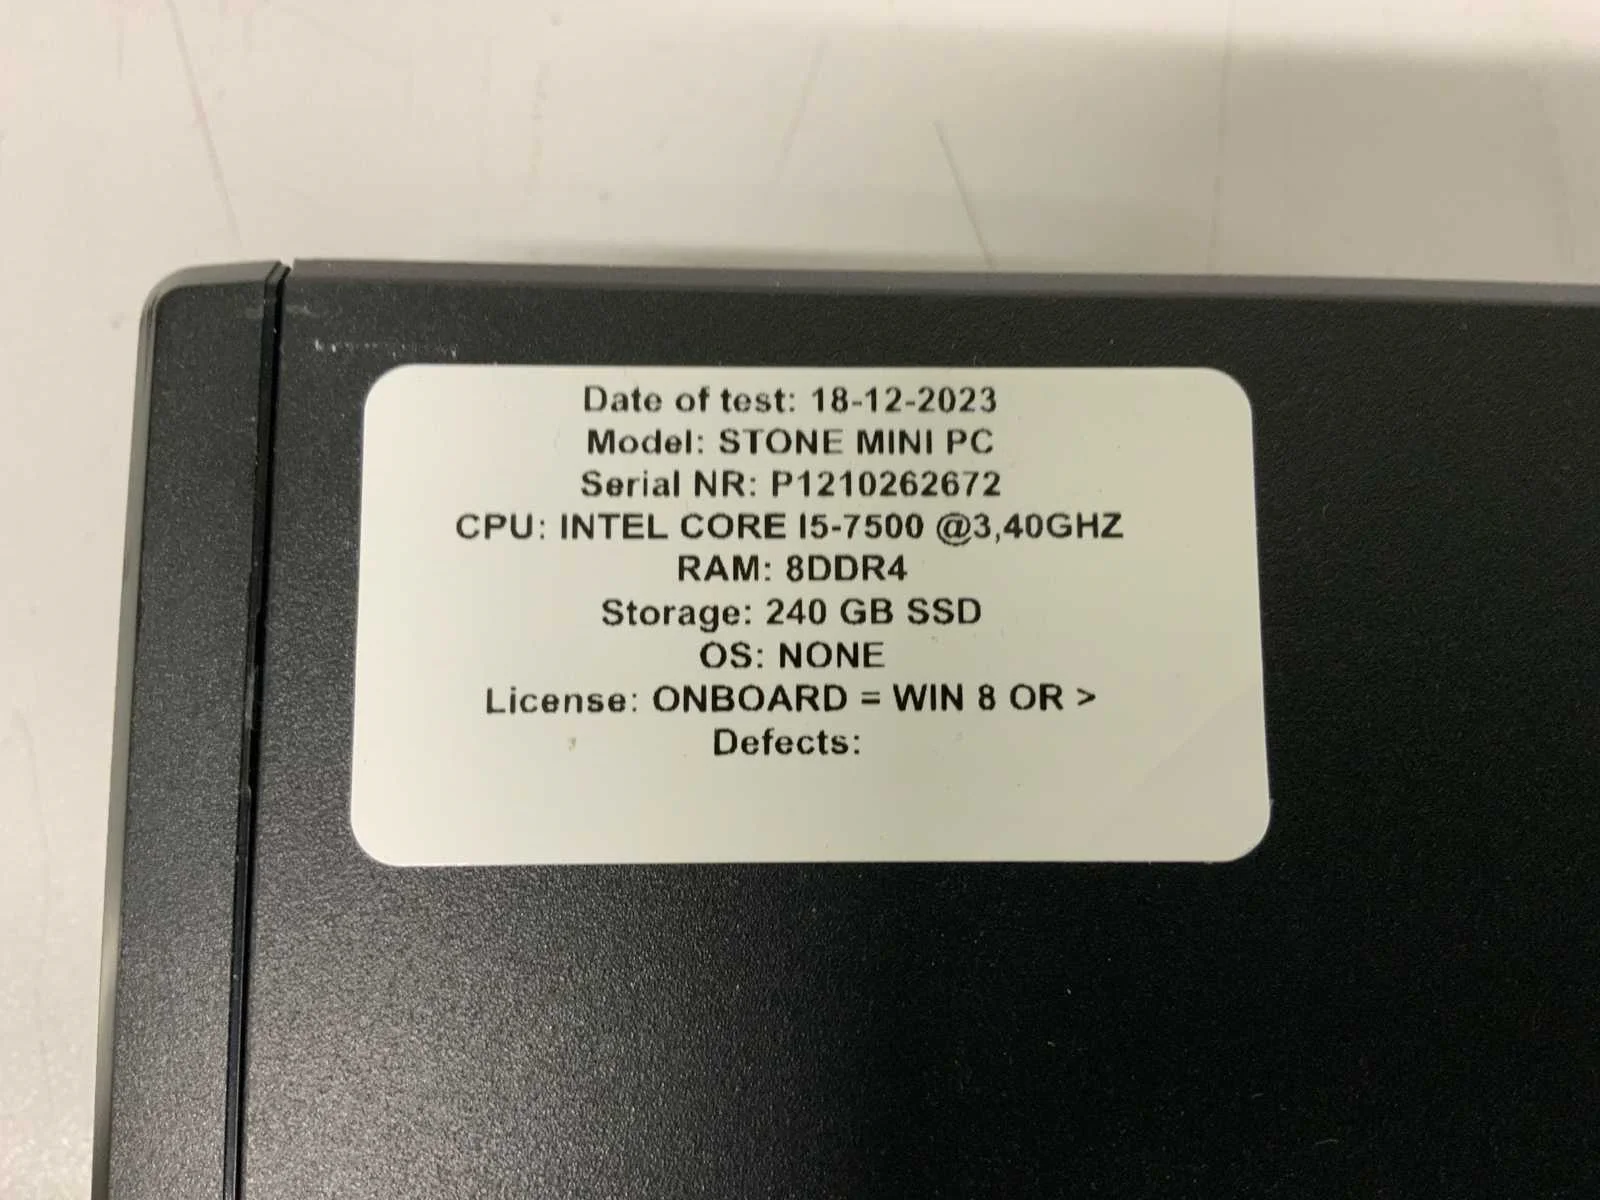 Date of test: 18-12-2023
Model: STONE MINI PC
Serial NR: P1210262672
CPU: INTEL CORE I5-7500 @3,40GHZ
RAM: 8DDR4
Storage: 240 GB SSD
OS: NONE
License: ONBOARD = WIN 8 OR >
Defects: